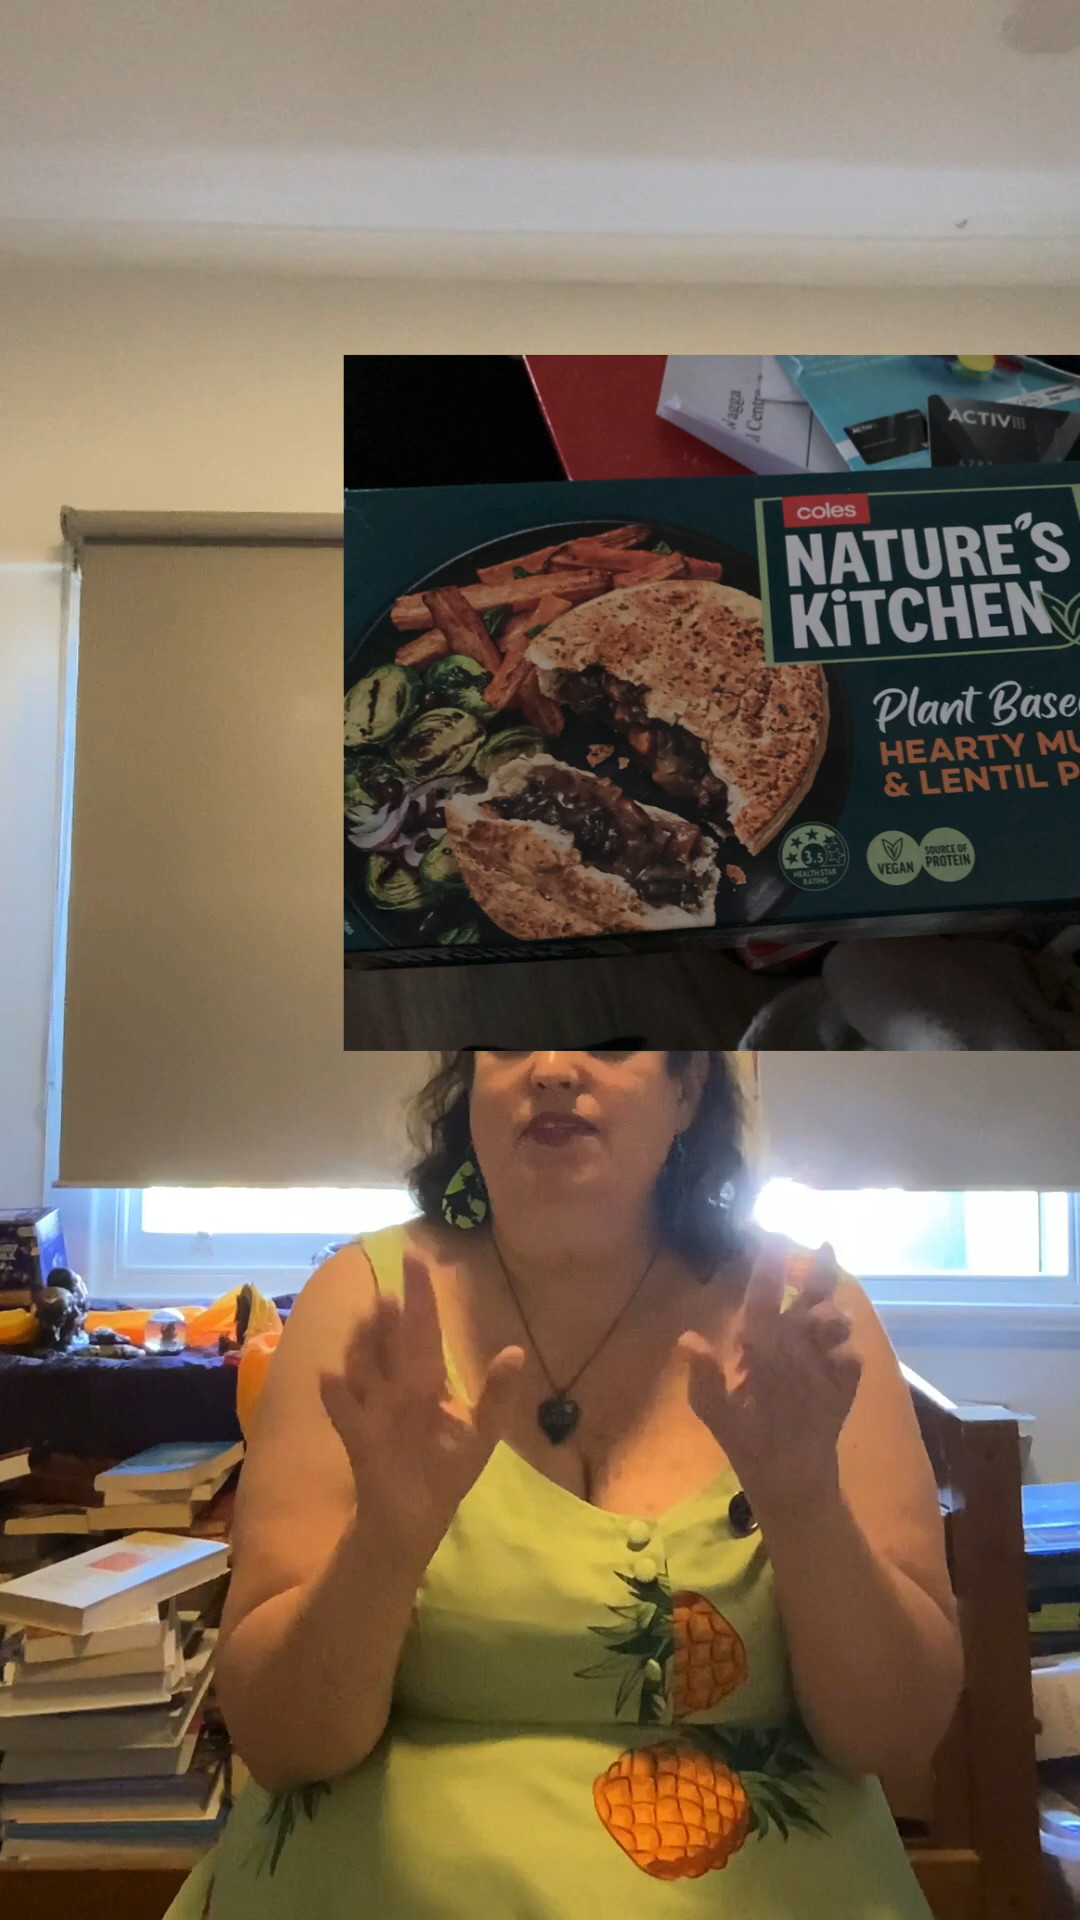 ACTIV
coles
NATURE'S
KiTCHEN
Plant Base
HEARTY MU
& LENTIL P
3.5
HEALTH STAR
RATING
VEGAN
SOURCE OF
PROTEIN